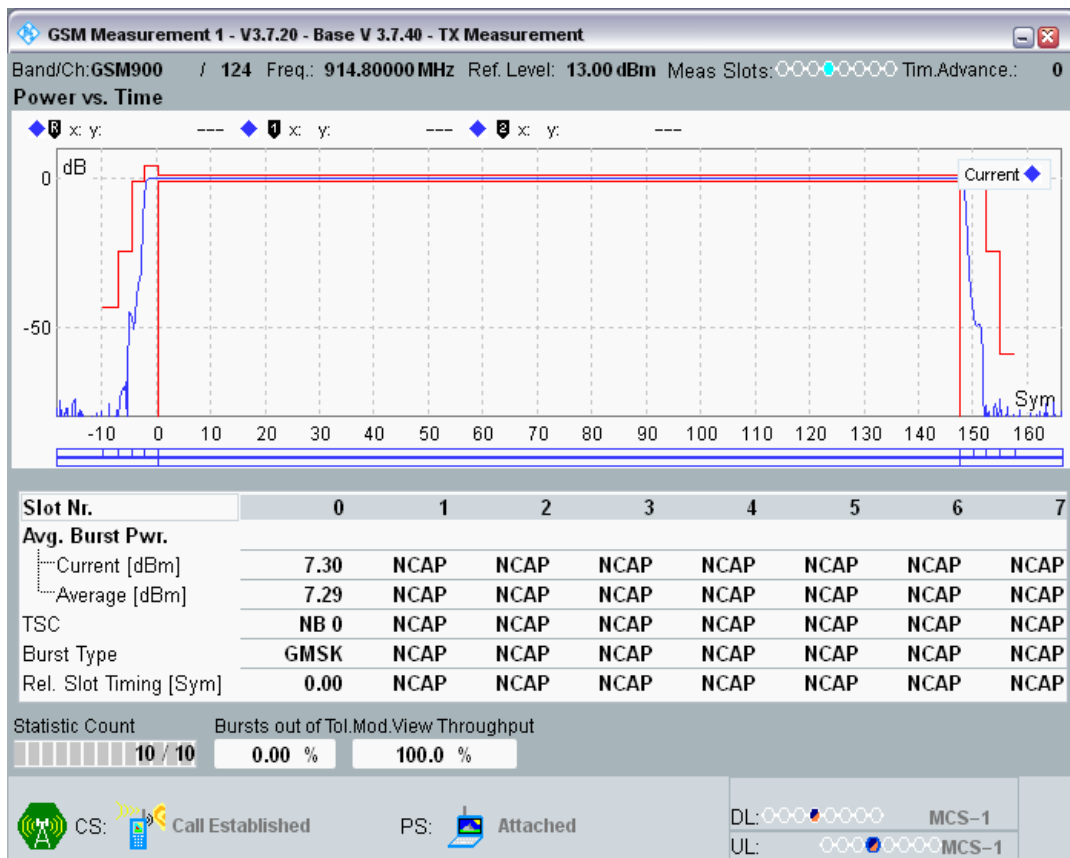 GSM Measurement 1 - V3.7.20 - Base V 3.7.40 - TX Measurement
Band/Ch:GSM900 / 124 Freq.: 914.80000 MHz Ref. Level: 13.00 dBm Meas Slots: Tim.Advance.: 0
Power vs. Time
R x: y: --- 1 x: y: --- 2 x: y: ---
dB
Current
0
-50
Sym
-10 0 10 20 30 40 50 60 70 80 90 100 110 120 130 140 150 160
Slot Nr. 0 1 2 3 4 5 6 7
Avg. Burst Pwr.
Current [dBm] 7.30 NCAP NCAP NCAP NCAP NCAP NCAP NCAP
Average [dBm] 7.29 NCAP NCAP NCAP NCAP NCAP NCAP NCAP
TSC NB 0 NCAP NCAP NCAP NCAP NCAP NCAP NCAP
Burst Type GMSK NCAP NCAP NCAP NCAP NCAP NCAP NCAP
Rel. Slot Timing [Sym] 0.00 NCAP NCAP NCAP NCAP NCAP NCAP NCAP
Statistic Count Bursts out of Tol. Mod.View Throughput
10 / 10 0.00 % 100.0 %
CS: Call Established PS: Attached
DL: MCS-1
UL: MCS-1